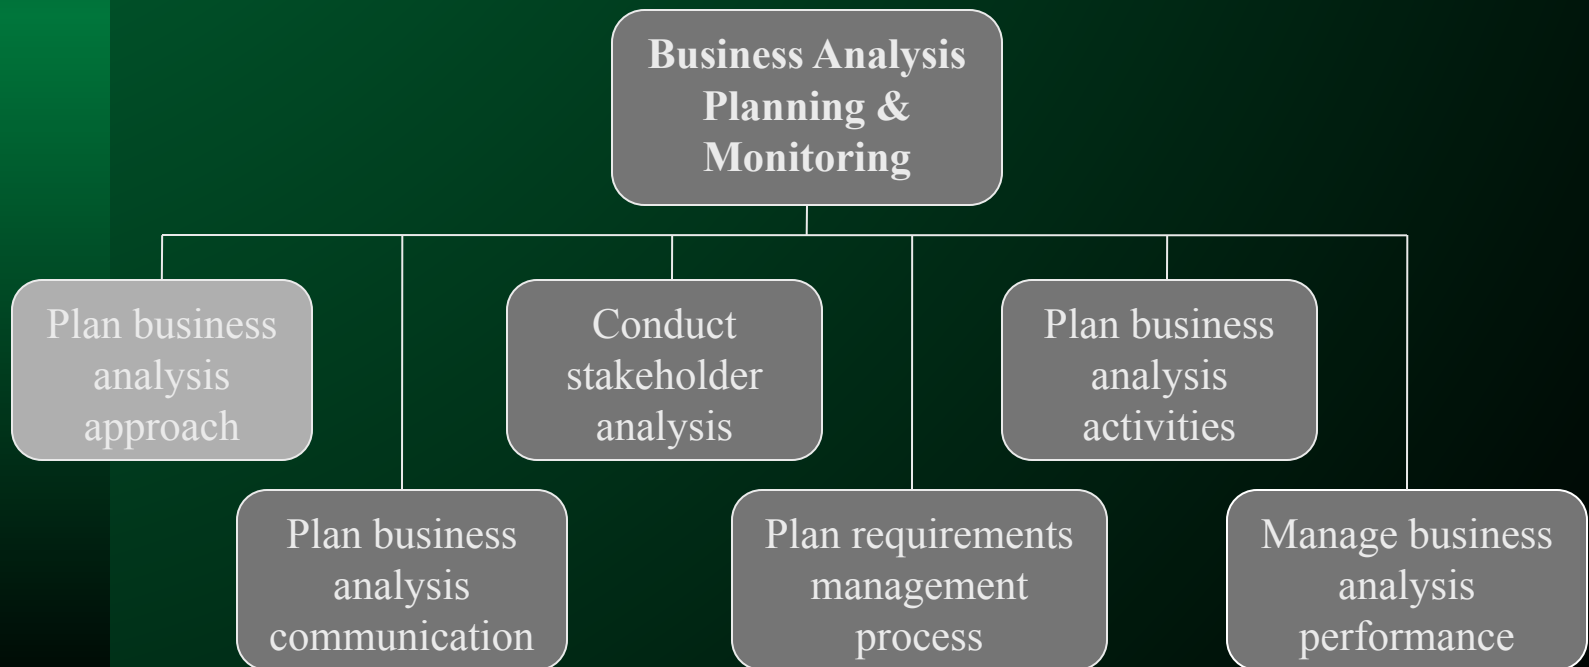 Business Analysis
Planning &
Monitoring
Plan business
analysis
approach
Conduct
stakeholder
analysis
Plan business
analysis
activities
Plan business
analysis
communication
Plan requirements
management
process
Manage business
analysis
performance